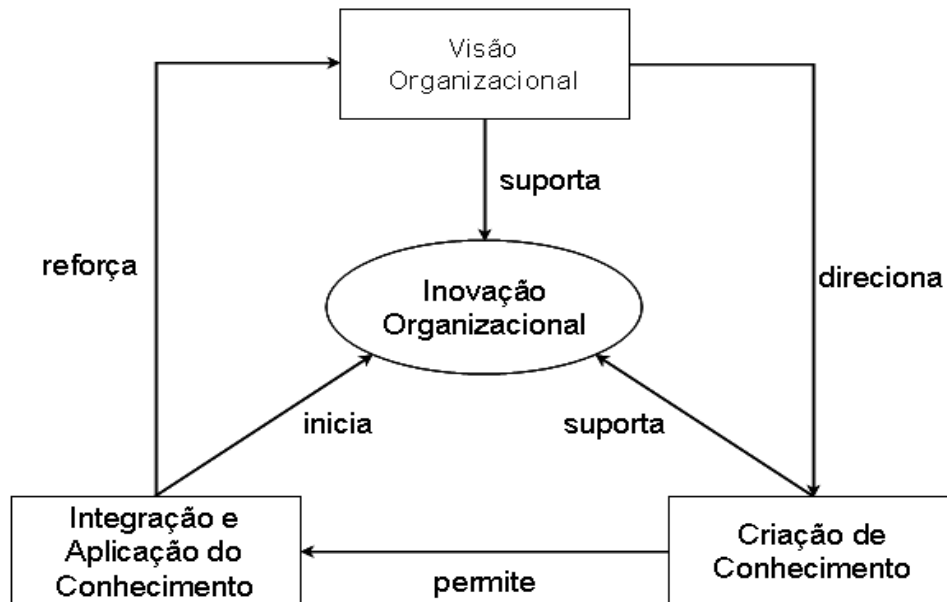 Visão
Organizacional
suporta
reforça
direciona
Inovação
Organizacional
inicia
suporta
Integração e
Aplicação do
Conhecimento
Criação de
Conhecimento
permite